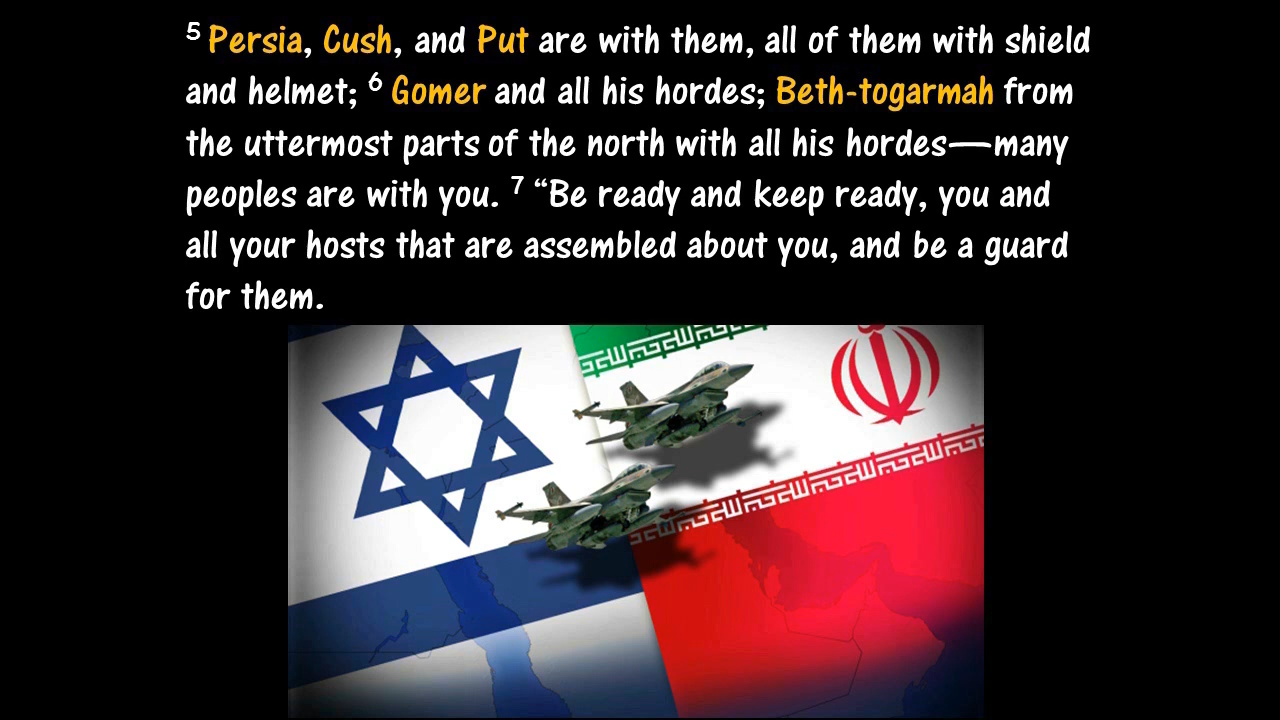 ⁵ Persia, Cush, and Put are with them, all of them with shield
and helmet; ⁶ Gomer and all his hordes; Beth-togarmah from
the uttermost parts of the north with all his hordes—many
peoples are with you. ⁷ “Be ready and keep ready, you and
all your hosts that are assembled about you, and be a guard
for them.